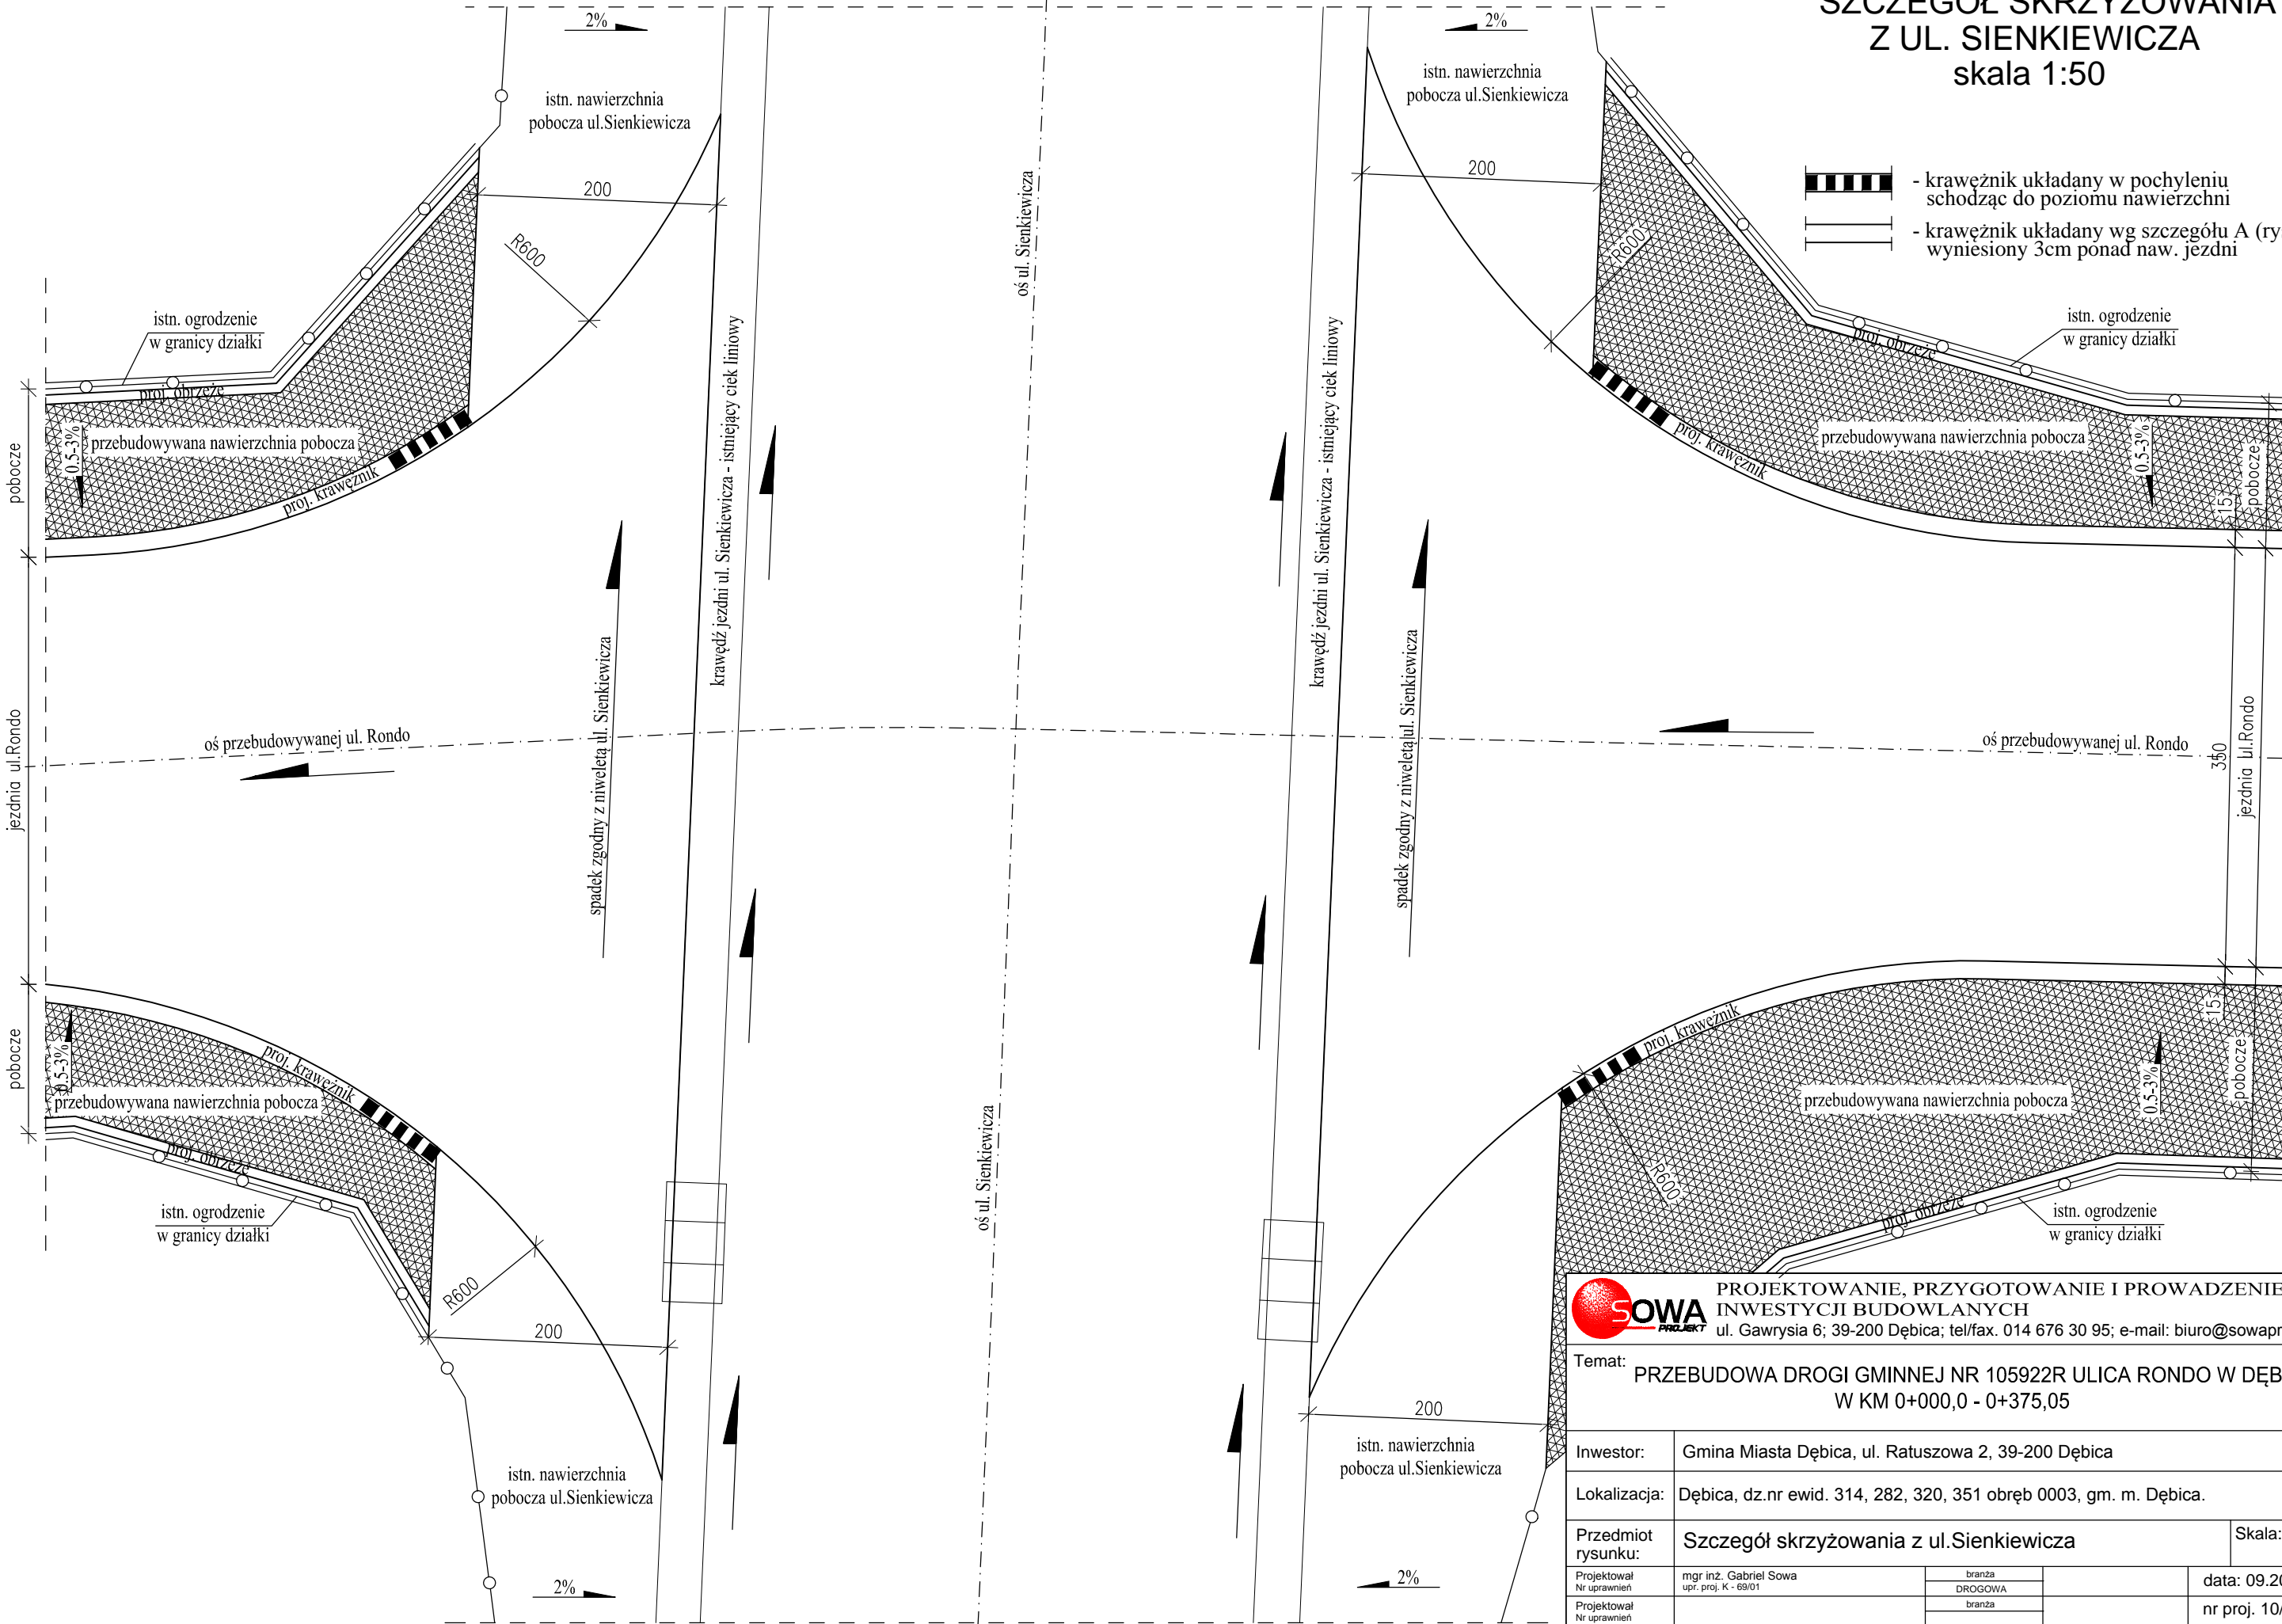 SZCZEGÓŁ SKRZYŻOWANIA
Z UL. SIENKIEWICZA
skala 1:50
- krawężnik układany w pochyleniu
schodząc do poziomu nawierzchni
- krawężnik układany wg szczegółu A (ry
wyniesiony 3cm ponad naw. jezdni
2%
2%
istn. nawierzchnia
pobocza ul.Sienkiewicza
istn. nawierzchnia
pobocza ul.Sienkiewicza
200
200
R600
R600
oś ul. Sienkiewicza
istn. ogrodzenie
w granicy działki
istn. ogrodzenie
w granicy działki
proj. obrzeże
proj. obrzeże
pobocze
0.5-3%
przebudowywana nawierzchnia pobocza
proj. krawężnik
krawędź jezdni ul. Sienkiewicza - istniejący ciek liniowy
krawędź jezdni ul. Sienkiewicza - istniejący ciek liniowy
proj. krawężnik
przebudowywana nawierzchnia pobocza
0.5-3%
15
pobocze
jezdnia ul.Rondo
oś przebudowywanej ul. Rondo
spadek zgodny z niweletą ul. Sienkiewicza
spadek zgodny z niweletą ul. Sienkiewicza
oś przebudowywanej ul. Rondo
350
jezdnia ul.Rondo
pobocze
0.5-3%
proj. krawężnik
przebudowywana nawierzchnia pobocza
proj. obrzeże
istn. ogrodzenie
w granicy działki
R600
200
oś ul. Sienkiewicza
proj. krawężnik
przebudowywana nawierzchnia pobocza
0.5-3%
15
pobocze
R600
proj. obrzeże
istn. ogrodzenie
w granicy działki
200
istn. nawierzchnia
pobocza ul.Sienkiewicza
istn. nawierzchnia
pobocza ul.Sienkiewicza
2%
2%
SOWA
PROJEKT
PROJEKTOWANIE, PRZYGOTOWANIE I PROWADZENIE
INWESTYCJI BUDOWLANYCH
ul. Gawrysia 6; 39-200 Dębica; tel/fax. 014 676 30 95; e-mail: biuro@sowapr
Temat:
PRZEBUDOWA DROGI GMINNEJ NR 105922R ULICA RONDO W DĘB
W KM 0+000,0 - 0+375,05
Inwestor: Gmina Miasta Dębica, ul. Ratuszowa 2, 39-200 Dębica
Lokalizacja: Dębica, dz.nr ewid. 314, 282, 320, 351 obręb 0003, gm. m. Dębica.
Przedmiot
rysunku:
Szczegół skrzyżowania z ul.Sienkiewicza
Skala:
Projektował
Nr uprawnień
mgr inż. Gabriel Sowa
upr. proj. K - 69/01
branża
DROGOWA
data: 09.20
Projektował
Nr uprawnień
branża
nr proj. 10/